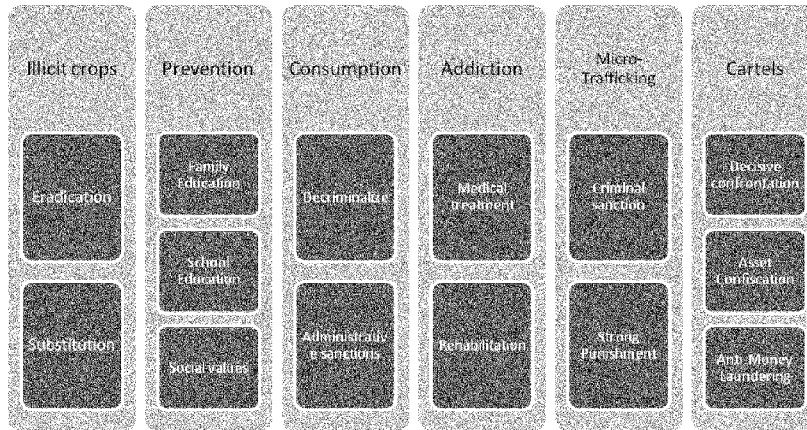 Illicit crops
Eradication
Substitution
Prevention
Family
Education
School
Education
Social values
Consumption
Decriminalize
Administrativ
e sanctions
Addiction
Medical
treatment
Rehabilitation
Micro-
Trafficking
Criminal
sanction
Strong
Punishment
Cartels
Decisive
confrontation
Asset
Confiscation
Anti-Money
Laundering